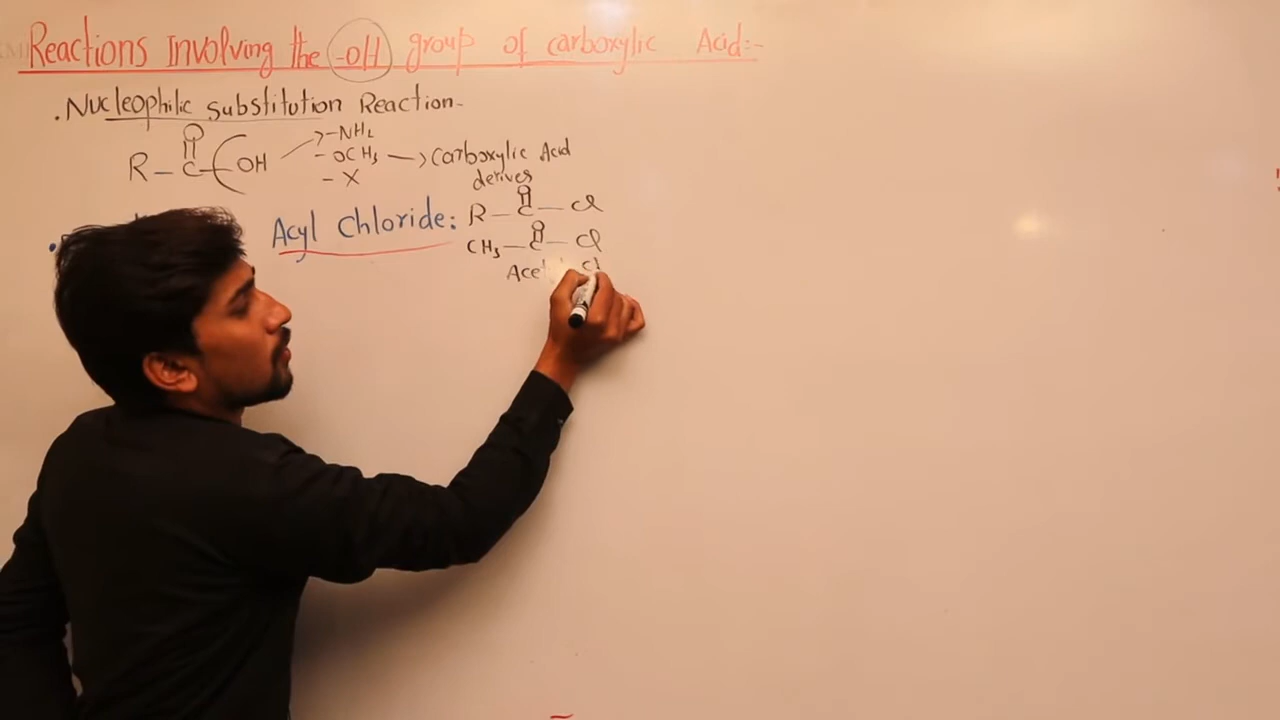 Reactions Involving the -oH group of carboxylic Acid:-
. Nucleophilic substitution Reaction-
O
R - C - OH
-NH2
-OCH3 -> Carboxylic Acid
derives
-X
Acyl Chloride:
O
R - C - Cl
O
CH3 - C - Cl